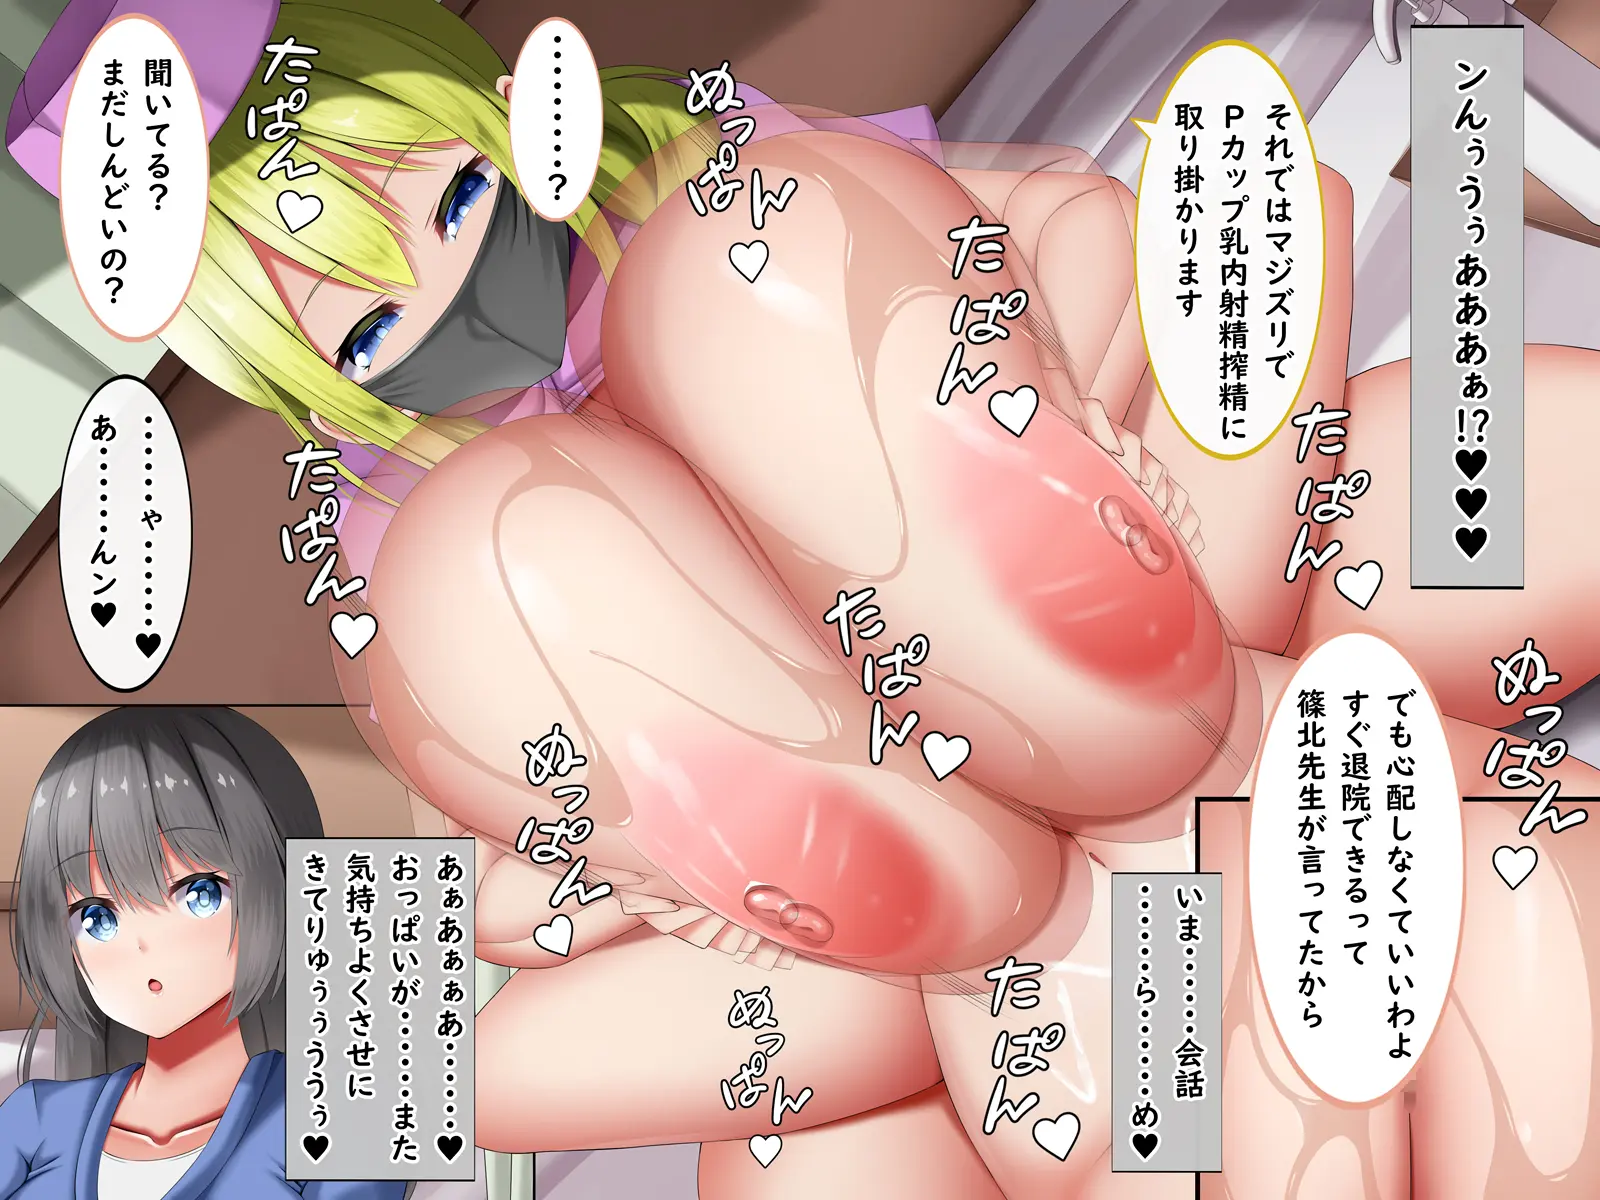 ンんぅうぅあああぁ!?♥♥♥
それではマジズリで
Pカップ乳内射精搾精に
取り掛かります
・・・・・・・・・?
聞いてる?
まだしんどいの?
・・・・・・ゃ・・・・・・♥
あ・・・・・・・んン♥
たぱん♡
ぬっぱん♡
たぱん♡
たぱん♡
たぱん♡
たぱん♡
ぬっぱん♡
ぬっぱん♡
たぱん♡
ぬっぱん♡
でも心配しなくていいわよ
すぐ退院できるって
篠北先生が言ってたから
いま・・・・・・会話
・・・・・・ら・・・・・・め♥
あぁあぁぁあ・・・・・・♥
おっぱいが・・・・・・また
気持ちよくさせに
きてりゅぅぅううぅ♥